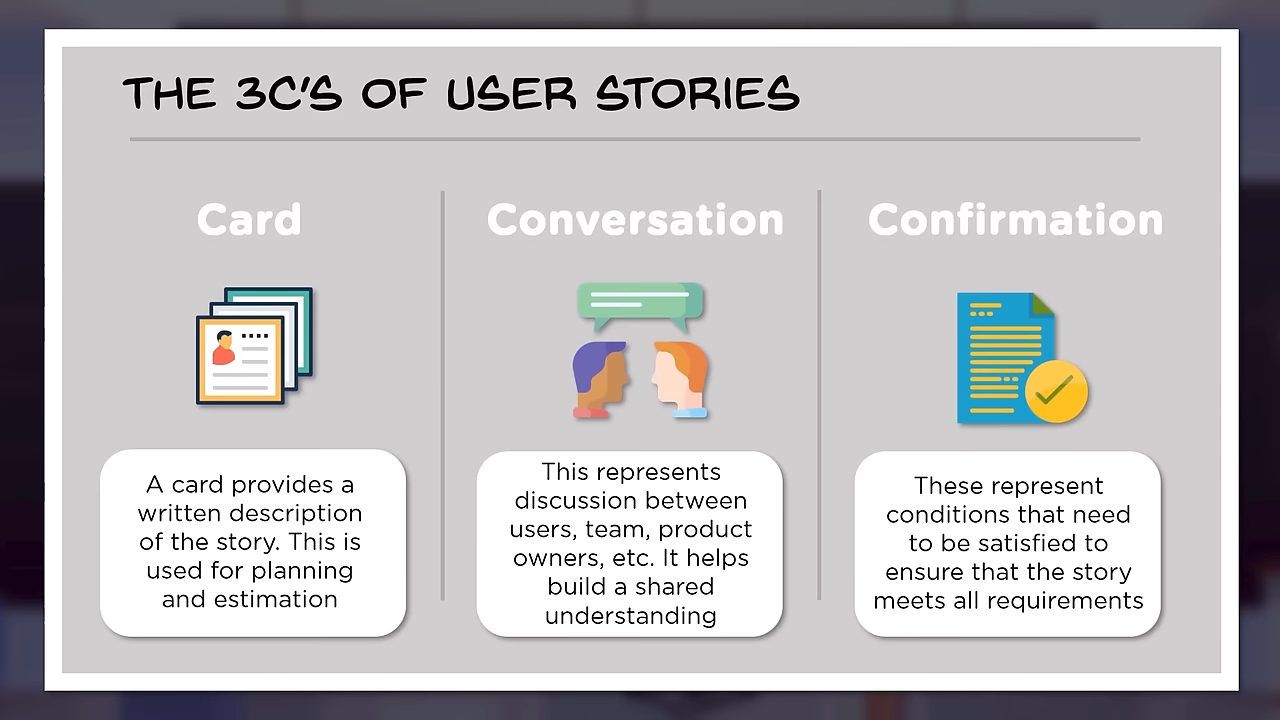 THE 3C'S OF USER STORIES
Card
A card provides a
written description
of the story. This is
used for planning
and estimation
Conversation
This represents
discussion between
users, team, product
owners, etc. It helps
build a shared
understanding
Confirmation
These represent
conditions that need
to be satisfied to
ensure that the story
meets all requirements